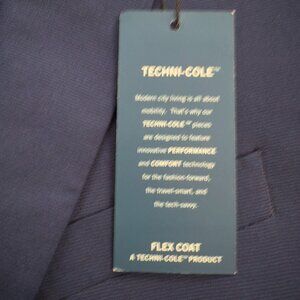 TECHNI-COLE™
Modern city living is all about
mobility. That's why our
TECHNI-COLE™ pieces
are designed to feature
innovative PERFORMANCE
and COMFORT technology
for the fashion-forward,
the travel-smart, and
the tech-savvy.
FLEX COAT
A TECHNI-COLE™ PRODUCT